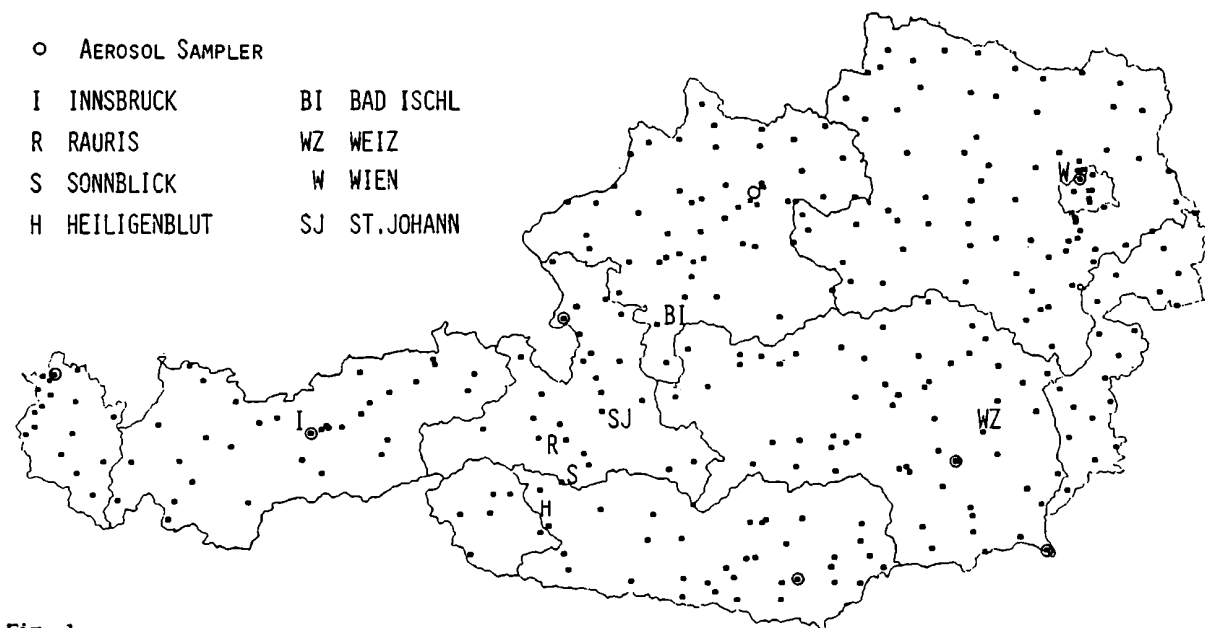 o AEROSOL SAMPLER
I INNSBRUCK BI BAD ISCHL
R RAURIS WZ WEIZ
S SONNBLICK W WIEN
H HEILIGENBLUT SJ ST.JOHANN
W
BI
I
SJ
WZ
R
S
H